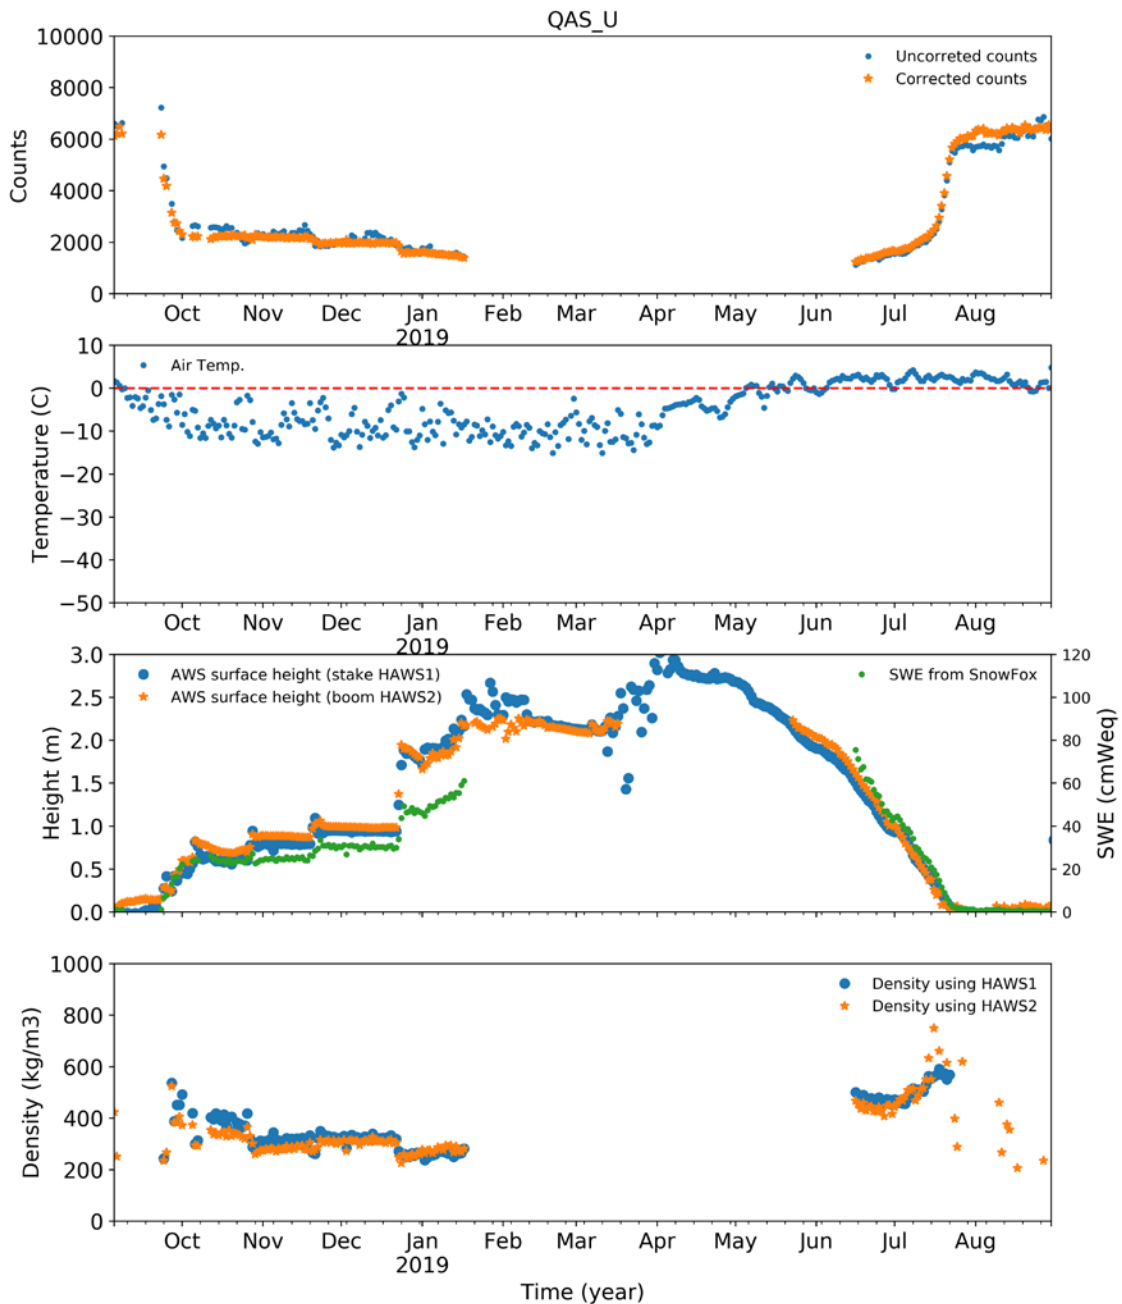 QAS_U
10000
8000
6000
4000
2000
0
Counts
Uncorreted counts
Corrected counts
Oct Nov Dec Jan Feb Mar Apr May Jun Jul Aug
2019
10
0
−10
−20
−30
−40
−50
Temperature (C)
Air Temp.
Oct Nov Dec Jan Feb Mar Apr May Jun Jul Aug
2019
3.0
2.5
2.0
1.5
1.0
0.5
0.0
Height (m)
AWS surface height (stake HAWS1)
AWS surface height (boom HAWS2)
SWE from SnowFox
120
100
80
60
40
20
0
SWE (cmWeq)
1000
800
600
400
200
0
Density (kg/m3)
Density using HAWS1
Density using HAWS2
Oct Nov Dec Jan Feb Mar Apr May Jun Jul Aug
2019
Time (year)